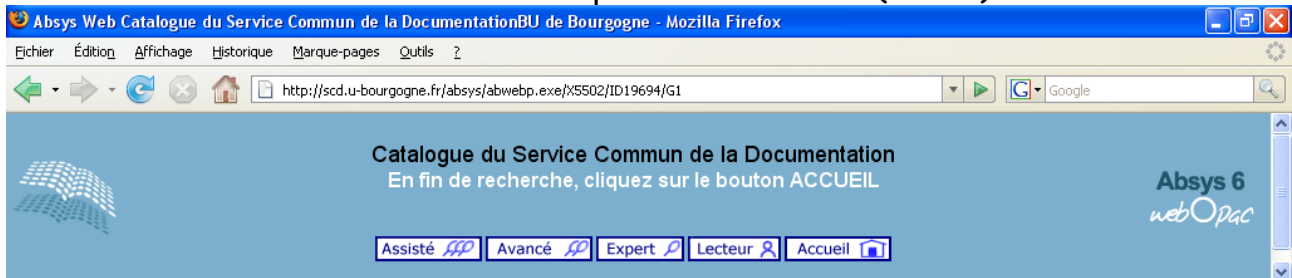 Absys Web Catalogue du Service Commun de la DocumentationBU de Bourgogne - Mozilla Firefox
Fichier Édition Affichage Historique Marque-pages Outils ?
http://scd.u-bourgogne.fr/absys/abwebp.exe/X5502/ID19694/G1 G Google
Catalogue du Service Commun de la Documentation
En fin de recherche, cliquez sur le bouton ACCUEIL
Absys 6
webOpac
Assisté Avancé Expert Lecteur Accueil